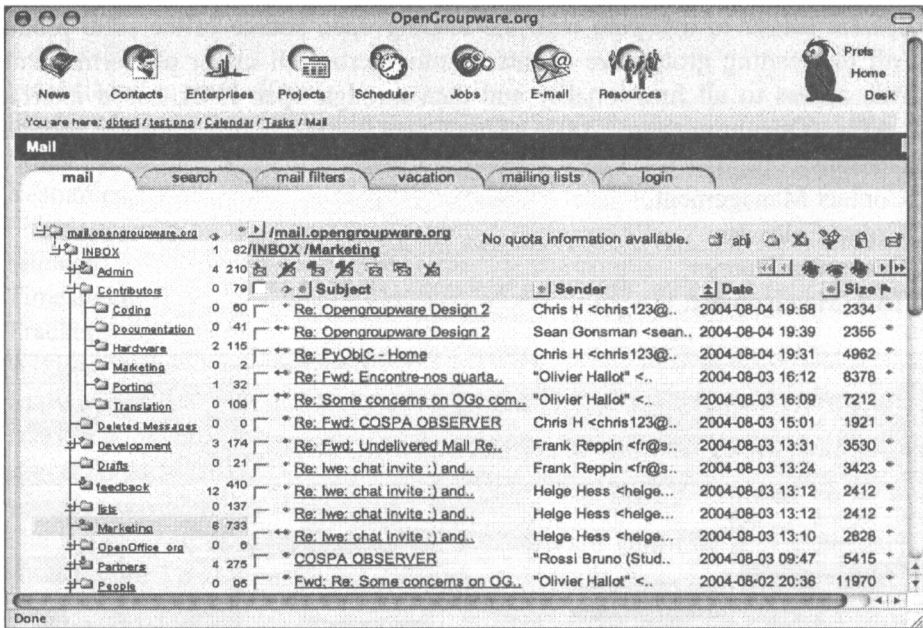 OpenGroupware.org
News Contacts Enterprises Projects Scheduler Jobs E-mail Resources
Prefs
Home
Desk
You are here: dbtest / test.png / Calendar / Tasks / Mail
Mail
mail search mail filters vacation mailing lists login
mail.opengroupware.org
INBOX 1 82
Admin 4 210
Contributors 0 79
Coding 0 60
Documentation 0 41
Hardware 2 115
Marketing 0 2
Porting 1 32
Translation 0 106
Deleted Messages 0 0
Development 3 174
Drafts 0 21
feedback 12 410
lists 0 137
Marketing 6 733
OpenOffice org 0 6
Partners 4 275
People 0 95
/mail.opengroupware.org
/INBOX /Marketing
No quota information available.
Subject Sender Date Size
Re: Opengroupware Design 2 Chris H <chris123@.. 2004-08-04 19:58 2334
Re: Opengroupware Design 2 Sean Gonsman <sean.. 2004-08-04 19:39 2355
Re: PyObjC - Home Chris H <chris123@.. 2004-08-04 19:31 4962
Re: Fwd: Encontre-nos quarta.. "Olivier Hallot" <.. 2004-08-03 16:12 8378
Re: Some concerns on OGo com.. "Olivier Hallot" <.. 2004-08-03 16:09 7212
Re: Fwd: COSPA OBSERVER Chris H <chris123@.. 2004-08-03 15:01 1921
Re: Fwd: Undelivered Mail Re.. Frank Reppin <fr@s.. 2004-08-03 13:31 3530
Re: Iwe: chat invite :) and.. Frank Reppin <fr@s.. 2004-08-03 13:24 3423
Re: Iwe: chat invite :) and.. Helge Hess <helge... 2004-08-03 13:12 2412
Re: Iwe: chat invite :) and.. Helge Hess <helge... 2004-08-03 13:12 2412
Re: Iwe: chat invite :) and.. Helge Hess <helge... 2004-08-03 13:10 2828
COSPA OBSERVER "Rossi Bruno (Stud.. 2004-08-03 09:47 5415
Fwd: Re: Some concerns on OG.. "Olivier Hallot" <.. 2004-08-02 20:36 11970
Done